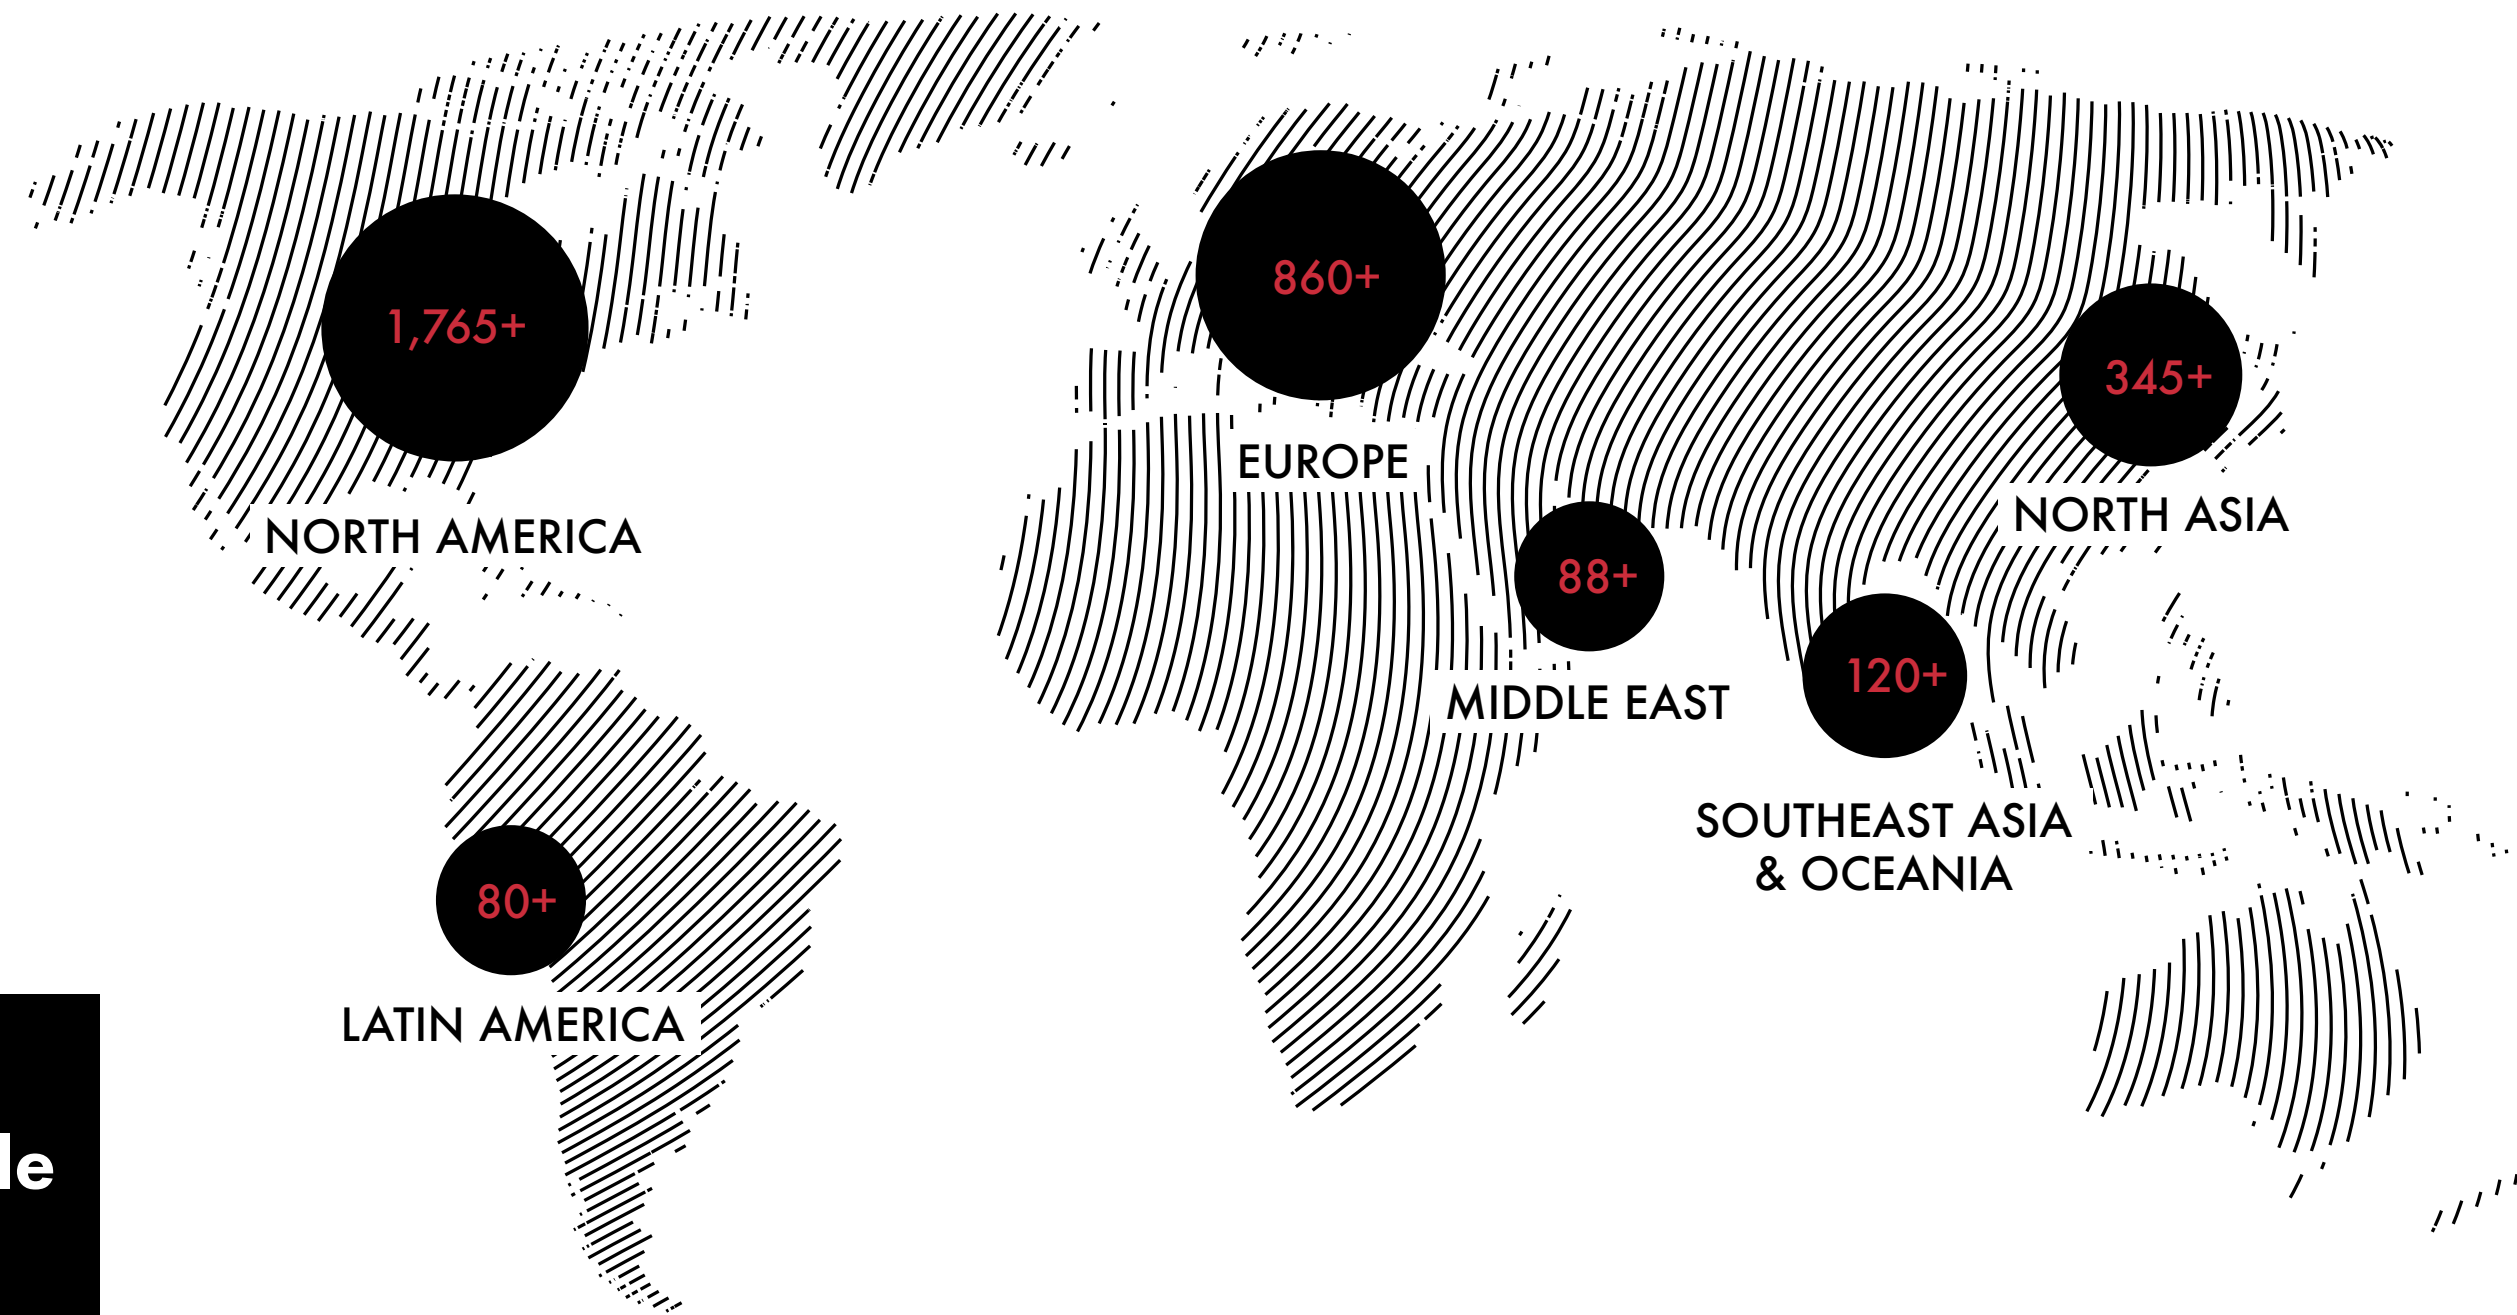 860+
1,765+
345+
EUROPE
NORTH ASIA
NORTH AMERICA
88+
120+
MIDDLE EAST
SOUTHEAST ASIA
& OCEANIA
80+
LATIN AMERICA
le